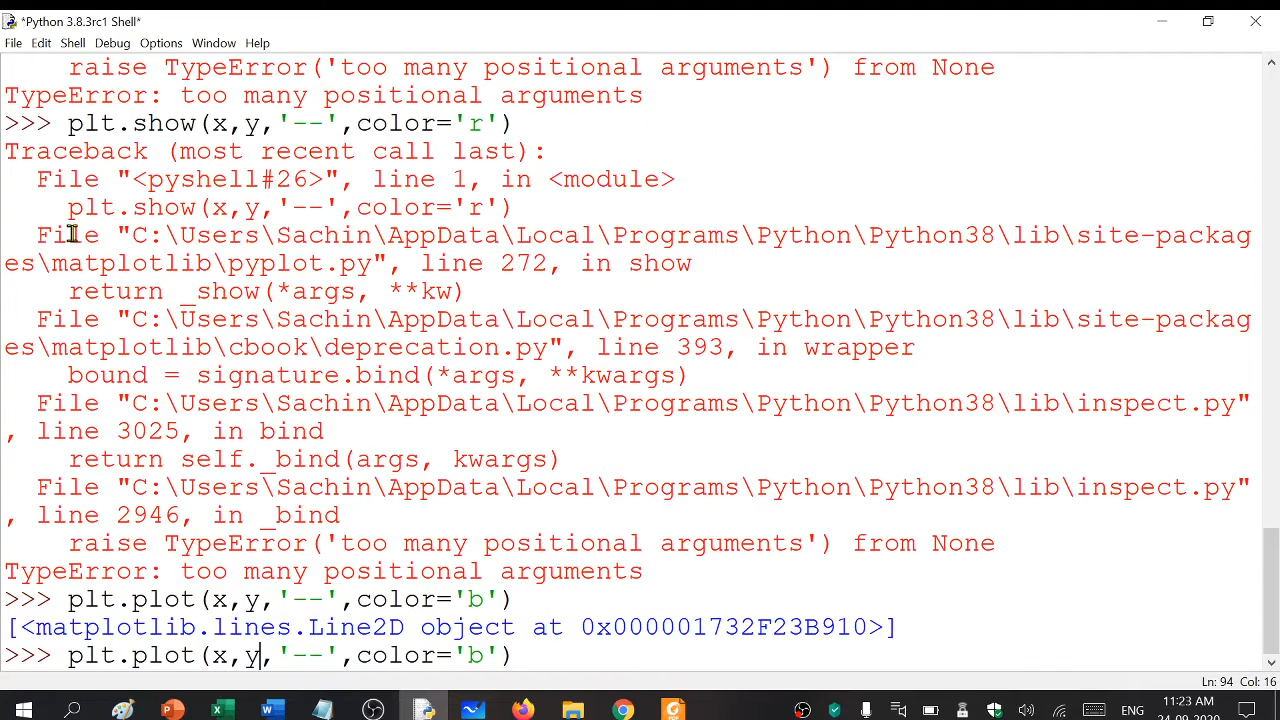 *Python 3.8.3rc1 Shell*
File Edit Shell Debug Options Window Help
raise TypeError('too many positional arguments') from None
TypeError: too many positional arguments
>>> plt.show(x,y,'--',color='r')
Traceback (most recent call last):
File "<pyshell#26>", line 1, in <module>
plt.show(x,y,'--',color='r')
File "C:\Users\Sachin\AppData\Local\Programs\Python\Python38\lib\site-packag
es\matplotlib\pyplot.py", line 272, in show
return _show(*args, **kw)
File "C:\Users\Sachin\AppData\Local\Programs\Python\Python38\lib\site-packag
es\matplotlib\cbook\deprecation.py", line 393, in wrapper
bound = signature.bind(*args, **kwargs)
File "C:\Users\Sachin\AppData\Local\Programs\Python\Python38\lib\inspect.py"
, line 3025, in bind
return self._bind(args, kwargs)
File "C:\Users\Sachin\AppData\Local\Programs\Python\Python38\lib\inspect.py"
, line 2946, in _bind
raise TypeError('too many positional arguments') from None
TypeError: too many positional arguments
>>> plt.plot(x,y,'--',color='b')
[<matplotlib.lines.Line2D object at 0x000001732F23B910>]
>>> plt.plot(x,y,'--',color='b')
Ln: 94 Col: 16
ENG
11:23 AM